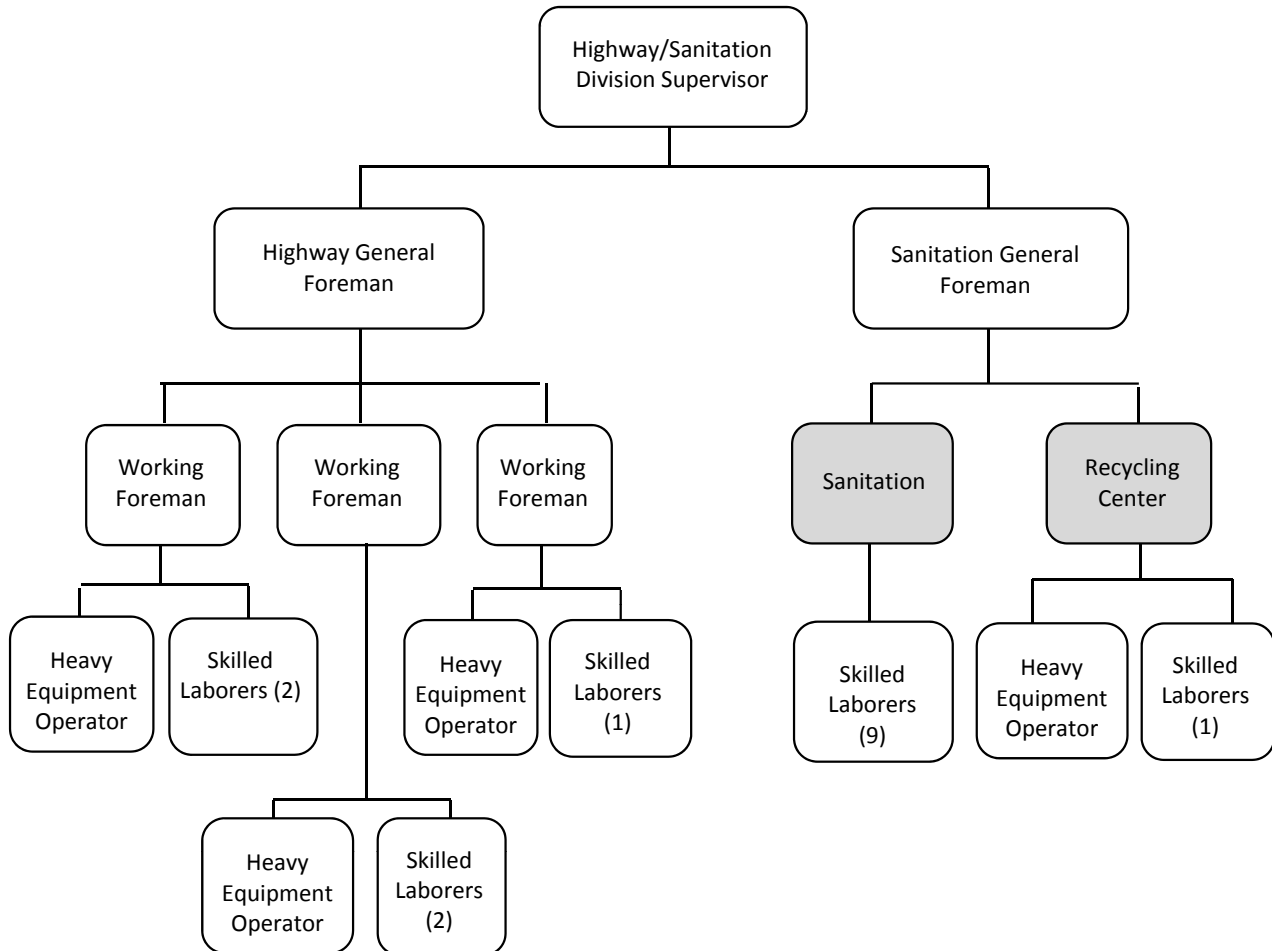 Highway/Sanitation
Division Supervisor
Highway General
Foreman
Sanitation General
Foreman
Working
Foreman
Working
Foreman
Working
Foreman
Sanitation
Recycling
Center
Heavy
Equipment
Operator
Skilled
Laborers (2)
Heavy
Equipment
Operator
Skilled
Laborers
(1)
Skilled
Laborers
(9)
Heavy
Equipment
Operator
Skilled
Laborers
(1)
Heavy
Equipment
Operator
Skilled
Laborers
(2)